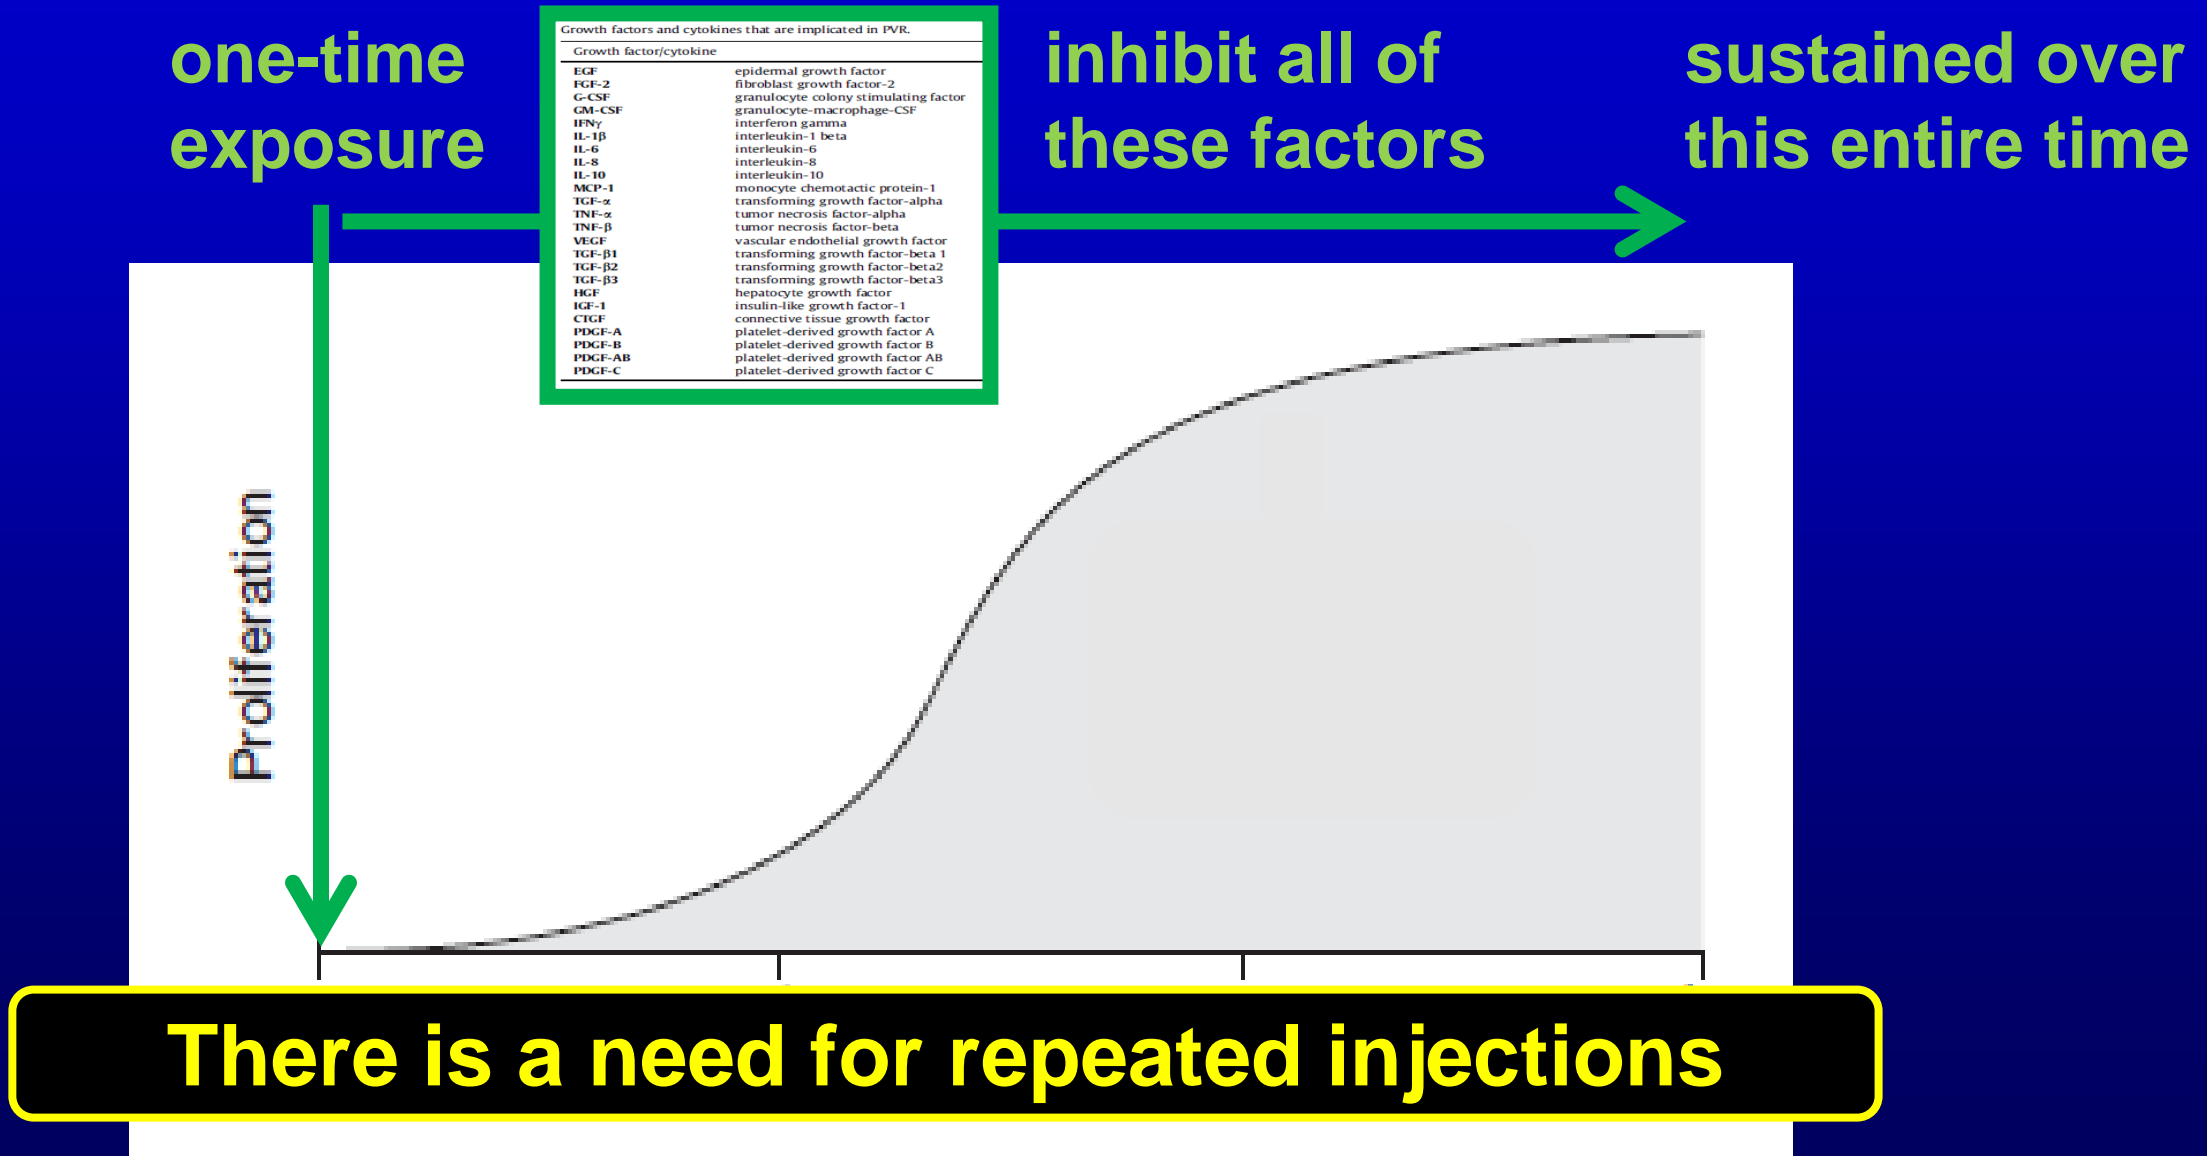 one-time
exposure
Growth factors and cytokines that are implicated in PVR.
Growth factor/cytokine
EGF epidermal growth factor
FGF-2 fibroblast growth factor-2
G-CSF granulocyte colony stimulating factor
GM-CSF granulocyte-macrophage-CSF
IFNγ interferon gamma
IL-1β interleukin-1 beta
IL-6 interleukin-6
IL-8 interleukin-8
IL-10 interleukin-10
MCP-1 monocyte chemotactic protein-1
TGF-α transforming growth factor-alpha
TNF-α tumor necrosis factor-alpha
TNF-β tumor necrosis factor-beta
VEGF vascular endothelial growth factor
TGF-β1 transforming growth factor-beta 1
TGF-β2 transforming growth factor-beta2
TGF-β3 transforming growth factor-beta3
HGF hepatocyte growth factor
IGF-1 insulin-like growth factor-1
CTGF connective tissue growth factor
PDGF-A platelet-derived growth factor A
PDGF-B platelet-derived growth factor B
PDGF-AB platelet-derived growth factor AB
PDGF-C platelet-derived growth factor C
inhibit all of
these factors
sustained over
this entire time
Proliferation
There is a need for repeated injections